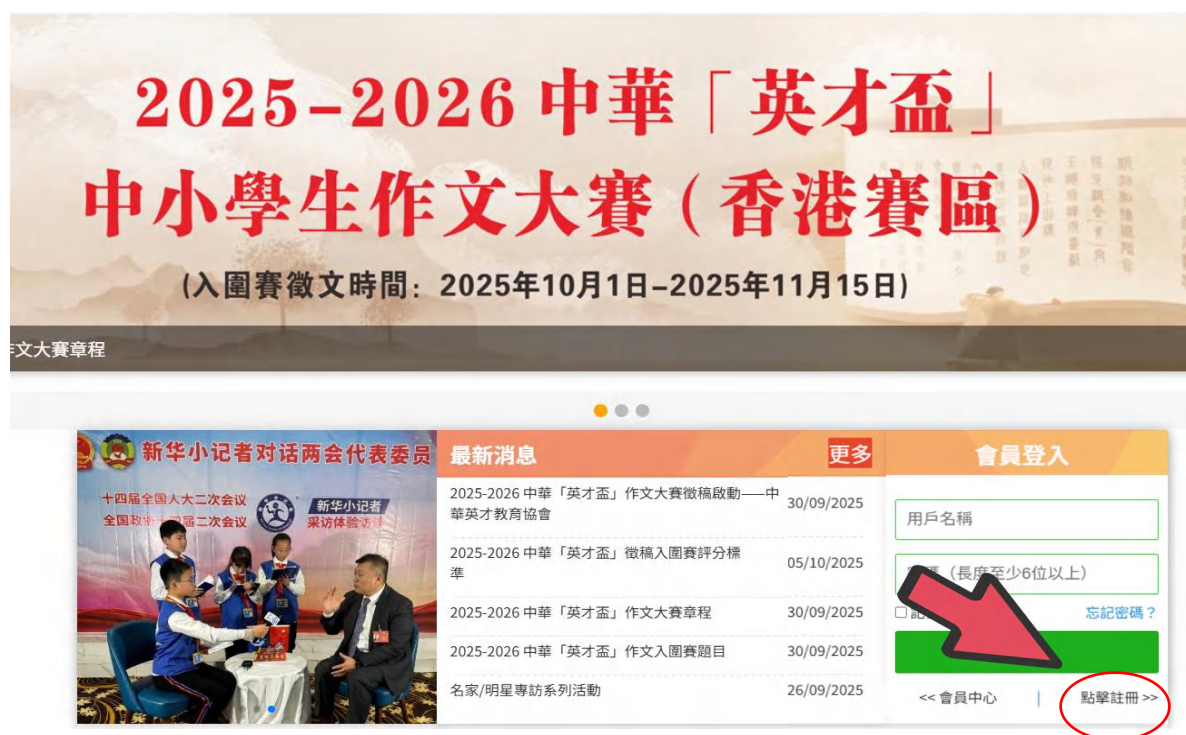 2025-2026 中華「英才盃」
中小學生作文大賽(香港賽區)
(入圍賽徵文時間: 2025年10月1日-2025年11月15日)
作文大賽章程
新华小记者对话两会代表委员
十四届全国人大二次会议
新华小记者
采访体验活动
最新消息
更多
2025-2026 中華「英才盃」作文大賽徵稿啟動——中
華英才教育協會
30/09/2025
2025-2026 中華「英才盃」徵稿入圍賽評分標
準
05/10/2025
2025-2026 中華「英才盃」作文大賽章程
30/09/2025
2025-2026 中華「英才盃」作文入圍賽題目
30/09/2025
名家/明星專訪系列活動
26/09/2025
會員登入
用戶名稱
(長度至少6位以上)
忘記密碼?
<< 會員中心
|
點擊註冊 >>